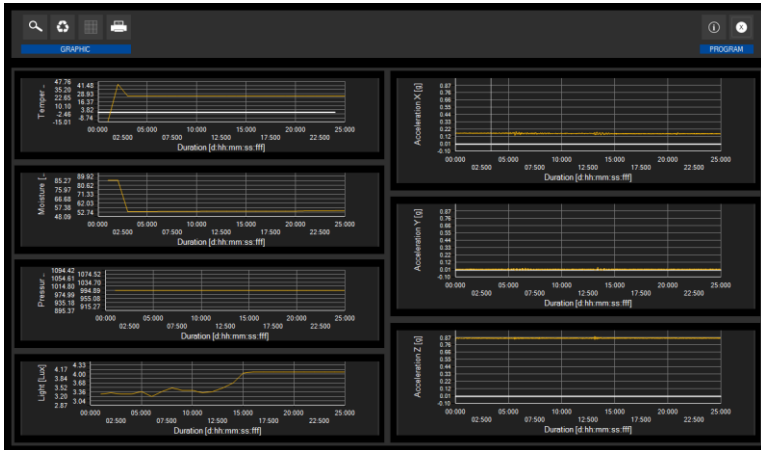 GRAPHIC
PROGRAM
Temper...
47.76
41.48
35.20
28.93
22.65
16.37
10.10
3.82
-2.46
-8.74
-15.01
00:000 05:000 10:000 15:000 20:000 25:000
02:500 07:500 12:500 17:500 22:500
Duration [d:hh:mm:ss:fff]
Moisture [...
89.92
85.27
80.62
75.97
71.33
66.68
62.03
57.38
52.74
48.09
00:000 05:000 10:000 15:000 20:000 25:000
02:500 07:500 12:500 17:500 22:500
Duration [d:hh:mm:ss:fff]
Pressur...
1094.42
1074.52
1054.61
1034.70
1014.80
994.89
974.99
955.08
935.18
915.27
895.37
00:000 05:000 10:000 15:000 20:000 25:000
02:500 07:500 12:500 17:500 22:500
Duration [d:hh:mm:ss:fff]
Light [Lux]
4.33
4.17
4.00
3.84
3.68
3.52
3.36
3.20
3.04
2.87
00:000 05:000 10:000 15:000 20:000 25:000
02:500 07:500 12:500 17:500 22:500
Duration [d:hh:mm:ss:fff]
Acceleration X [g]
0.87
0.76
0.66
0.55
0.44
0.33
0.22
0.12
0.01
-0.10
00:000 05:000 10:000 15:000 20:000 25:000
02:500 07:500 12:500 17:500 22:500
Duration [d:hh:mm:ss:fff]
Acceleration Y [g]
0.87
0.76
0.66
0.55
0.44
0.33
0.22
0.12
0.01
-0.10
00:000 05:000 10:000 15:000 20:000 25:000
02:500 07:500 12:500 17:500 22:500
Duration [d:hh:mm:ss:fff]
Acceleration Z [g]
0.87
0.76
0.66
0.55
0.44
0.33
0.22
0.12
0.01
-0.10
00:000 05:000 10:000 15:000 20:000 25:000
02:500 07:500 12:500 17:500 22:500
Duration [d:hh:mm:ss:fff]